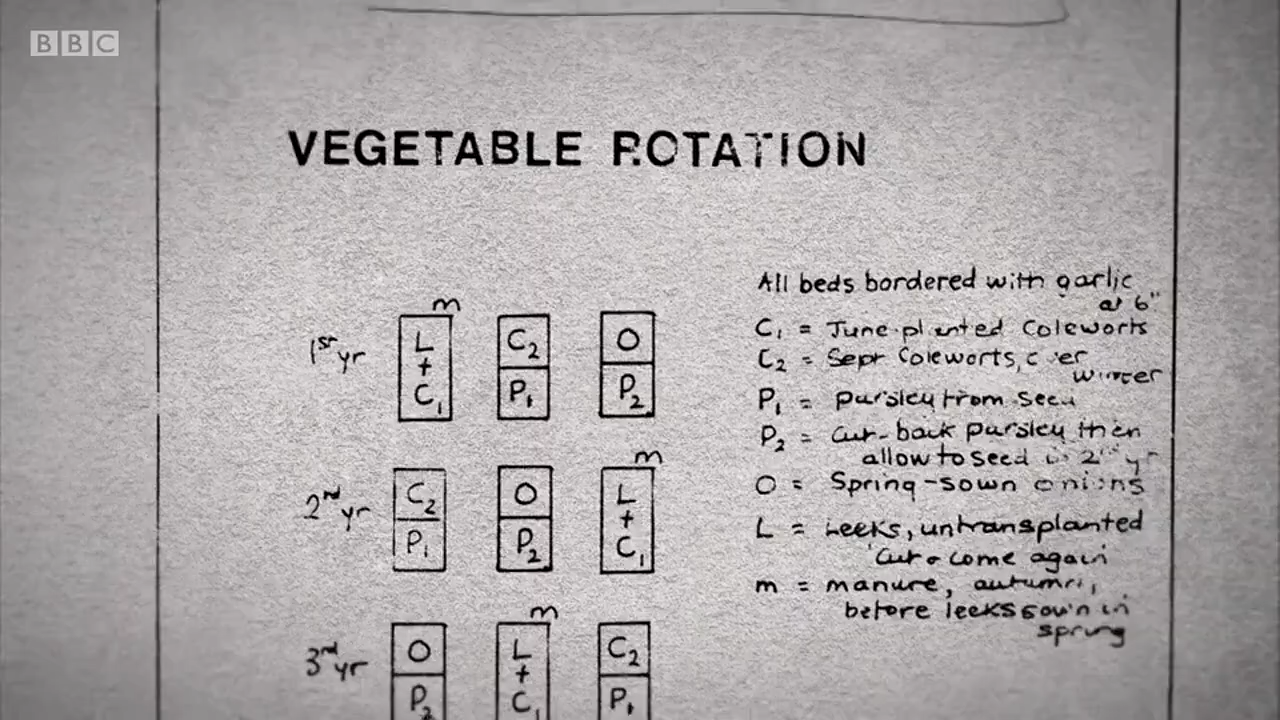 BBC
VEGETABLE ROTATION
All beds bordered with garlic
at 6"
C1 = June planted Coleworts
C2 = Sept Coleworts, over
winter
P1 = parsley from seed
P2 = Cut-back parsley then
allow to seed in 2nd yr
O = Spring-sown onions
L = Leeks, untransplanted
'Cut & come again'
m = manure, autumn,
before leeks sown in
spring
m
1st yr
L + C1
C2 P1
O P2
m
2nd yr
C2 P1
O P2
L + C1
m
3rd yr
O P2
L + C1
C2 P1